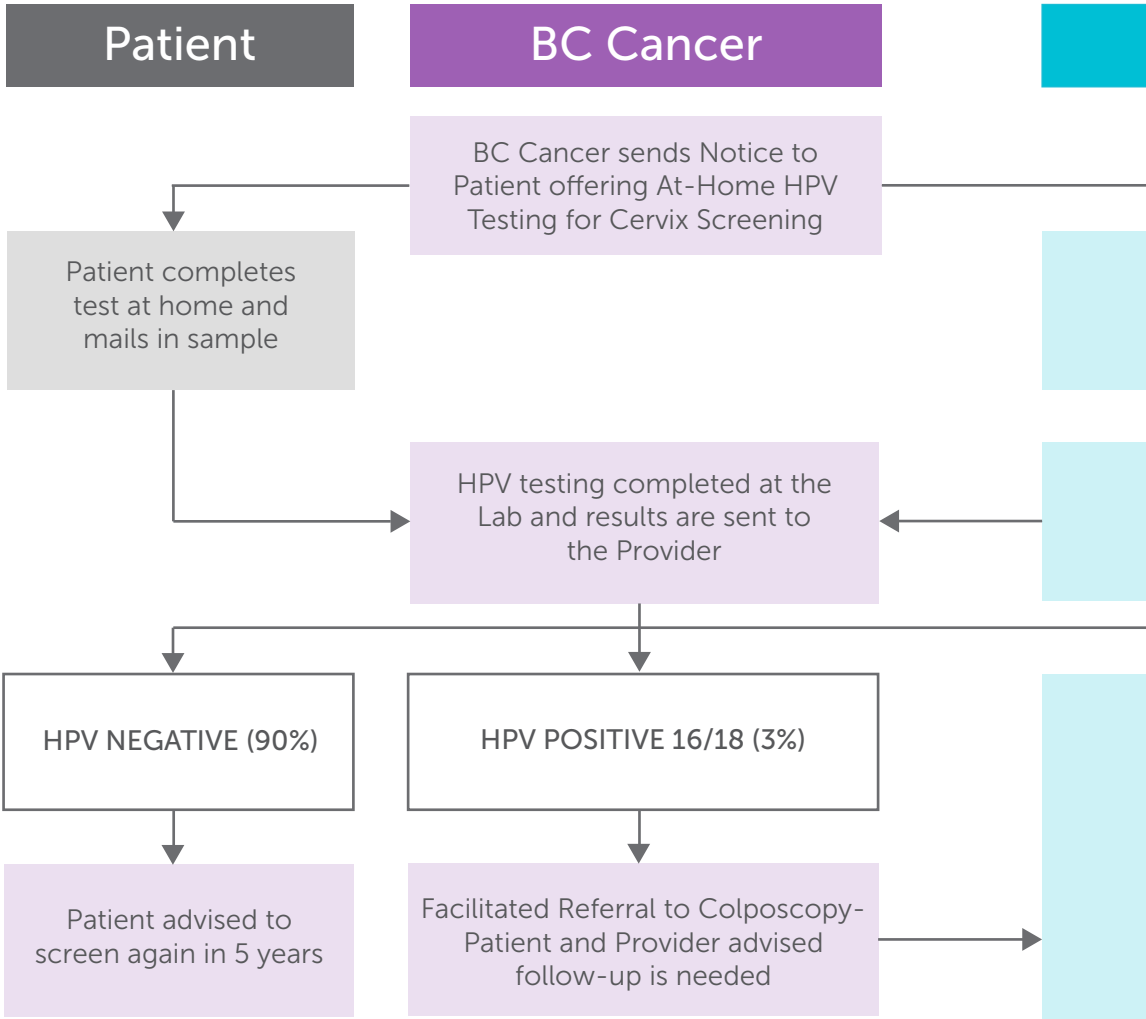 Patient
BC Cancer
BC Cancer sends Notice to
Patient offering At-Home HPV
Testing for Cervix Screening
Patient completes
test at home and
mails in sample
HPV testing completed at the
Lab and results are sent to
the Provider
HPV NEGATIVE (90%)
HPV POSITIVE 16/18 (3%)
Patient advised to
screen again in 5 years
Facilitated Referral to Colposcopy-
Patient and Provider advised
follow-up is needed